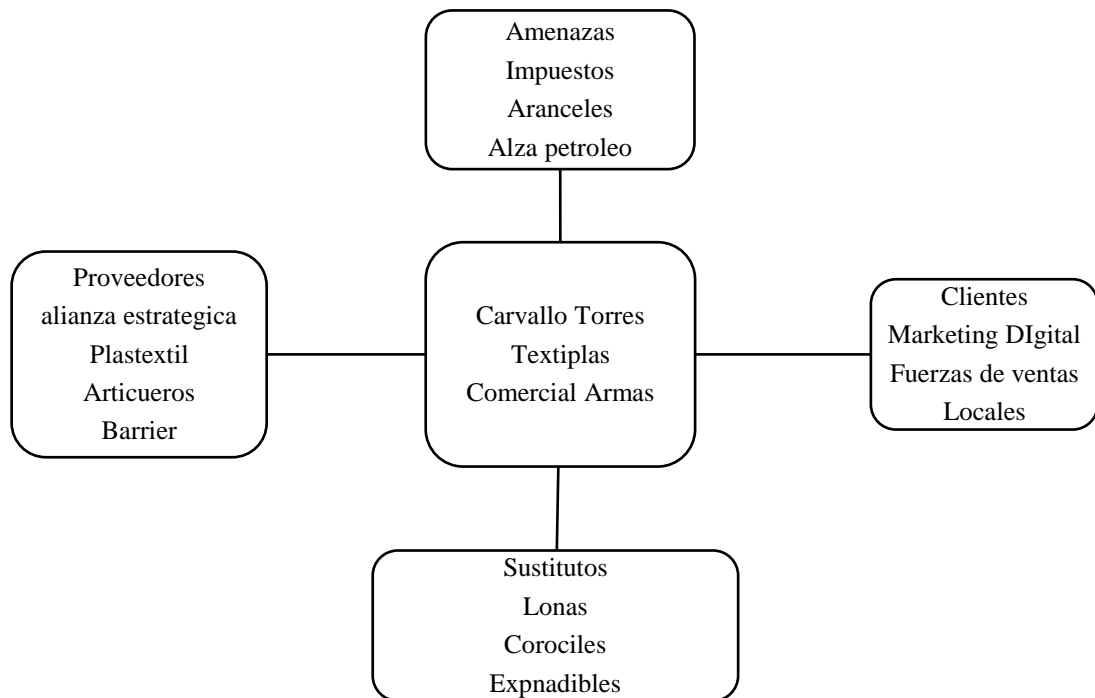 Amenazas
Impuestos
Aranceles
Alza petroleo
Proveedores
alianza estrategica
Plastextil
Articueros
Barrier
Carvallo Torres
Textiplas
Comercial Armas
Clientes
Marketing DIgital
Fuerzas de ventas
Locales
Sustitutos
Lonas
Corociles
Expnadibles